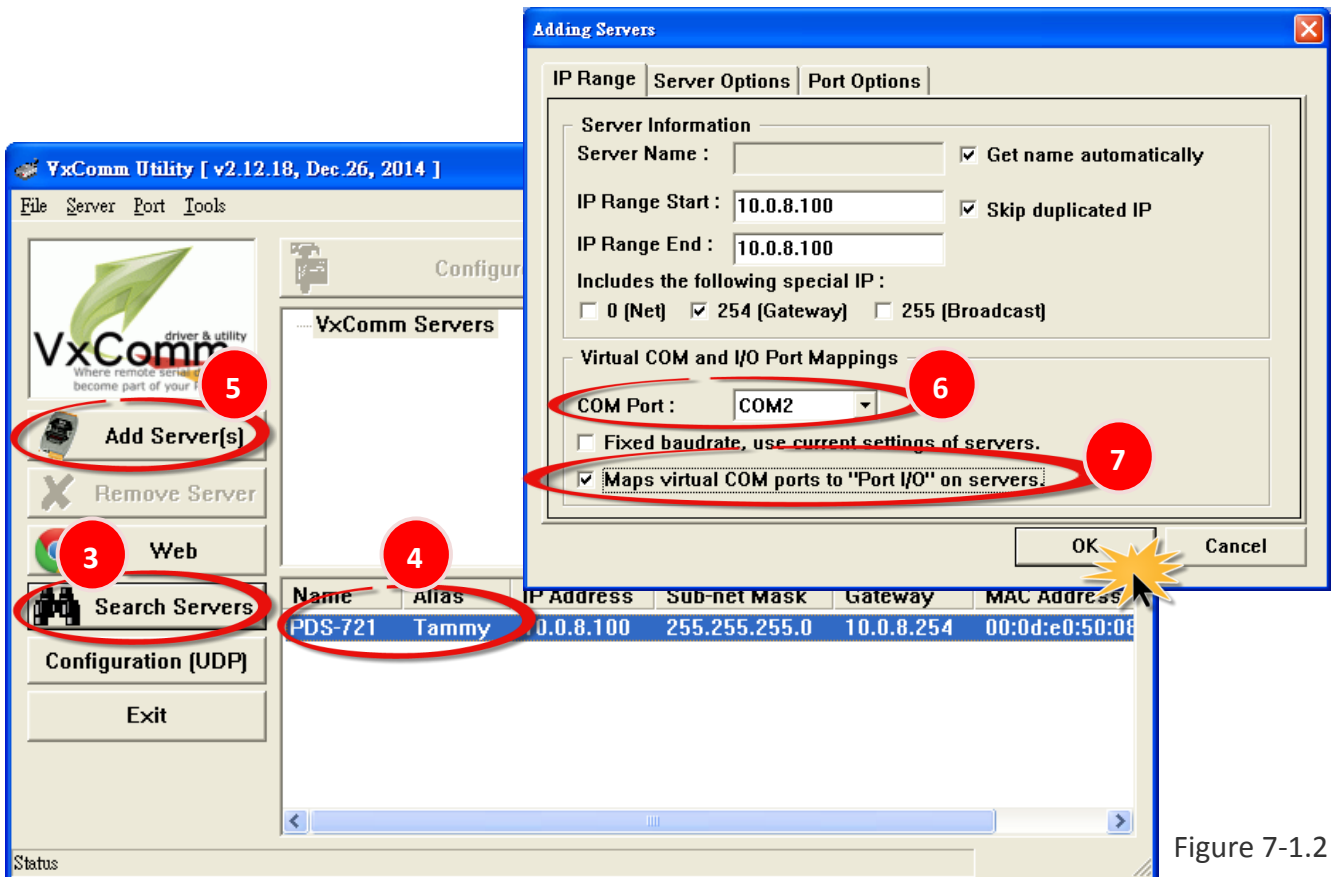 Adding Servers
IP Range Server Options Port Options
Server Information
Server Name : Get name automatically
IP Range Start : 10.0.8.100 Skip duplicated IP
IP Range End : 10.0.8.100
Includes the following special IP :
0 (Net) 254 (Gateway) 255 (Broadcast)
Virtual COM and I/O Port Mappings
COM Port : COM2
6
Fixed baudrate, use current settings of servers.
7
Maps virtual COM ports to "Port I/O" on servers.
OK Cancel
VxComm Utility [ v2.12.18, Dec.26, 2014 ]
File Server Port Tools
driver & utility
VxComm
Where remote serial
become part of your
5
Add Server(s)
Remove Server
Web
3
Search Servers
Configuration (UDP)
Exit
VxComm Servers
4
Name Alias IP Address Sub-net Mask Gateway MAC Address
PDS-721 Tammy 10.0.8.100 255.255.255.0 10.0.8.254 00:0d:e0:50:08
Status
Figure 7-1.2